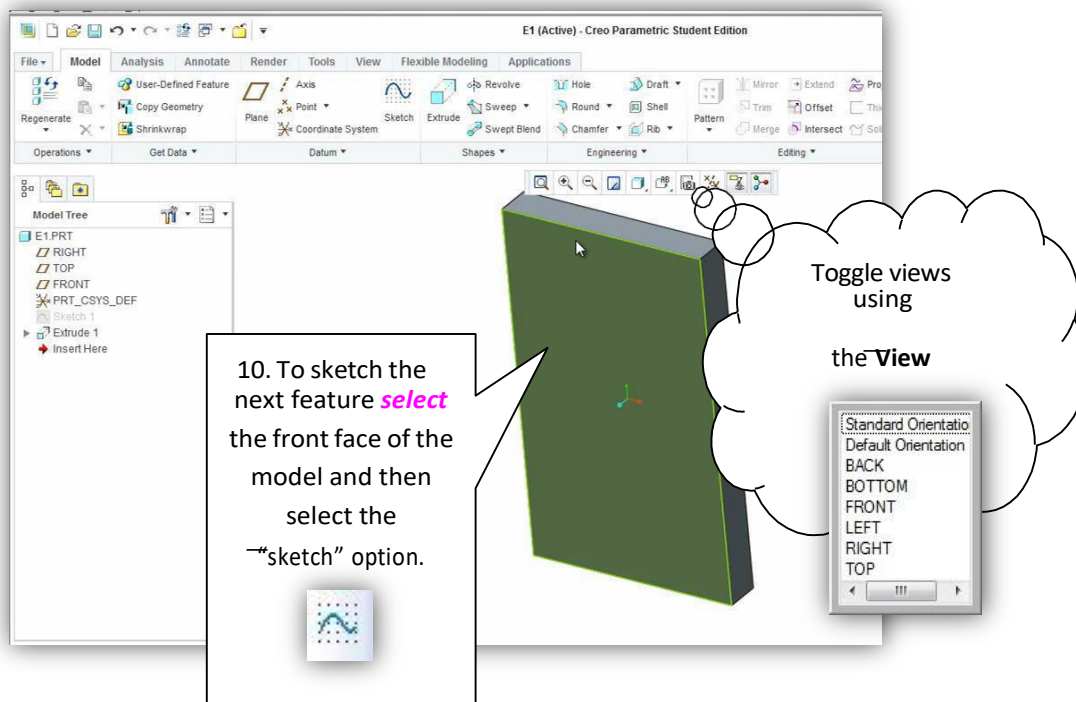 E1 (Active) - Creo Parametric Student Edition
File Model Analysis Annotate Render Tools View Flexible Modeling Applications
Regenerate
Operations
User-Defined Feature
Copy Geometry
Shrinkwrap
Get Data
Plane
Axis
Point
Coordinate System
Sketch
Datum
Extrude
Revolve
Sweep
Swept Blend
Shapes
Hole
Round
Chamfer
Draft
Shell
Rib
Engineering
Pattern
Mirror
Trim
Merge
Extend
Offset
Intersect
Pro
Thi
Soli
Editing
Model Tree
E1.PRT
RIGHT
TOP
FRONT
PRT_CSYS_DEF
Sketch 1
Extrude 1
Insert Here
10. To sketch the
next feature select
the front face of the
model and then
select the
“sketch” option.
Toggle views
using
the View
Standard Orientatio
Default Orientation
BACK
BOTTOM
FRONT
LEFT
RIGHT
TOP